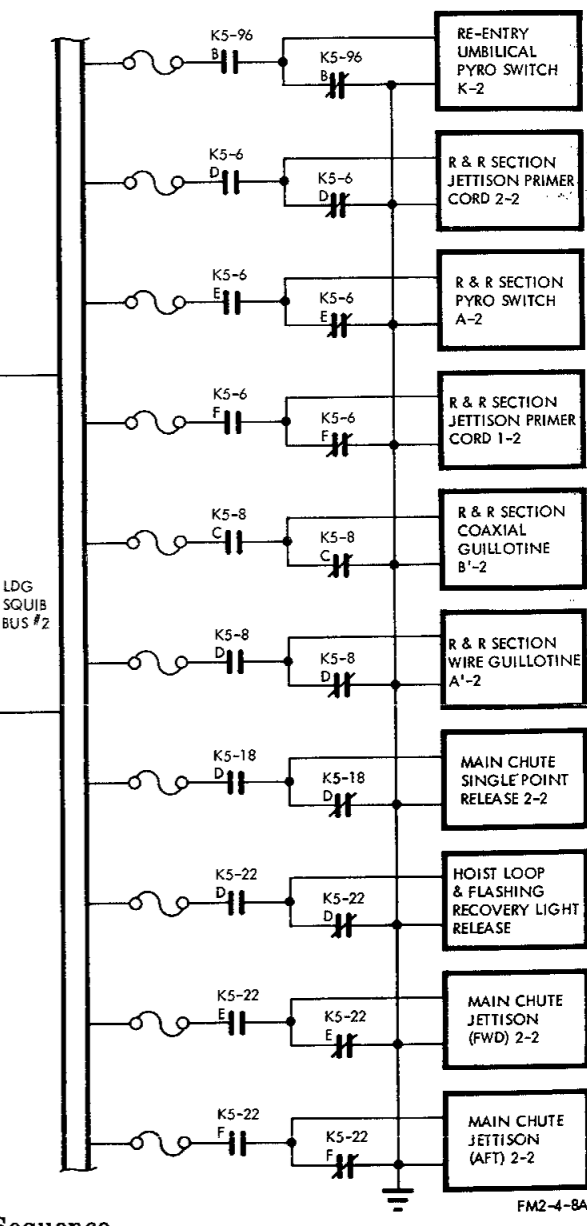 K5-96
B
K5-96
B
RE-ENTRY
UMBILICAL
PYRO SWITCH
K-2
K5-6
D
K5-6
D
R & R SECTION
JETTISON PRIMER
CORD 2-2
K5-6
E
K5-6
E
R & R SECTION
PYRO SWITCH
A-2
K5-6
F
K5-6
F
R & R SECTION
JETTISON PRIMER
CORD 1-2
K5-8
C
K5-8
C
R & R SECTION
COAXIAL
GUILLOTINE
B'-2
LDG
SQUIB
BUS #2
K5-8
D
K5-8
D
R & R SECTION
WIRE GUILLOTINE
A'-2
K5-18
D
K5-18
D
MAIN CHUTE
SINGLE POINT
RELEASE 2-2
K5-22
D
K5-22
D
HOIST LOOP
& FLASHING
RECOVERY LIGHT
RELEASE
K5-22
E
K5-22
E
MAIN CHUTE
JETTISON
(FWD) 2-2
K5-22
F
K5-22
F
MAIN CHUTE
JETTISON
(AFT) 2-2
FM2-4-8A
Sequence